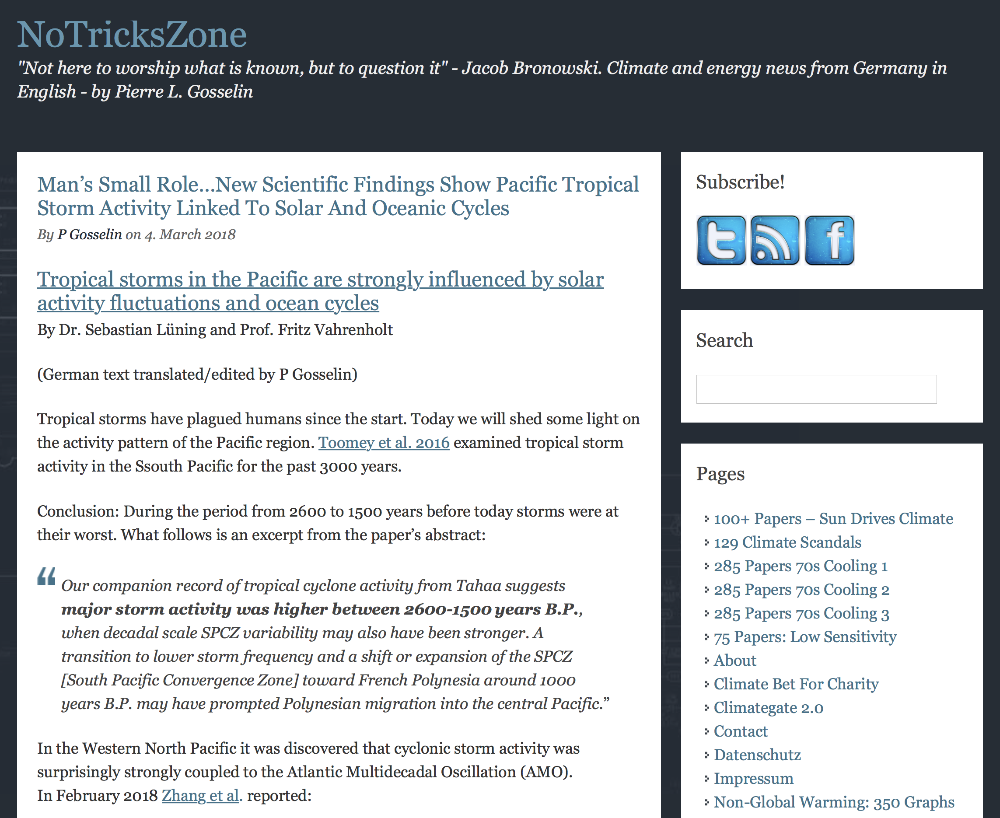 NoTricksZone
"Not here to worship what is known, but to question it" - Jacob Bronowski. Climate and energy news from Germany in
English - by Pierre L. Gosselin
Man’s Small Role…New Scientific Findings Show Pacific Tropical
Storm Activity Linked To Solar And Oceanic Cycles
By P Gosselin on 4. March 2018
Tropical storms in the Pacific are strongly influenced by solar
activity fluctuations and ocean cycles
By Dr. Sebastian Lüning and Prof. Fritz Vahrenholt
(German text translated/edited by P Gosselin)
Tropical storms have plagued humans since the start. Today we will shed some light on
the activity pattern of the Pacific region. Toomey et al. 2016 examined tropical storm
activity in the Ssouth Pacific for the past 3000 years.
Conclusion: During the period from 2600 to 1500 years before today storms were at
their worst. What follows is an excerpt from the paper’s abstract:
“
Our companion record of tropical cyclone activity from Tahaa suggests
major storm activity was higher between 2600-1500 years B.P.,
when decadal scale SPCZ variability may also have been stronger. A
transition to lower storm frequency and a shift or expansion of the SPCZ
[South Pacific Convergence Zone] toward French Polynesia around 1000
years B.P. may have prompted Polynesian migration into the central Pacific.”
In the Western North Pacific it was discovered that cyclonic storm activity was
surprisingly strongly coupled to the Atlantic Multidecadal Oscillation (AMO).
In February 2018 Zhang et al. reported:
Subscribe!
t
f
Search
Pages
100+ Papers – Sun Drives Climate
129 Climate Scandals
285 Papers 70s Cooling 1
285 Papers 70s Cooling 2
285 Papers 70s Cooling 3
75 Papers: Low Sensitivity
About
Climate Bet For Charity
Climategate 2.0
Contact
Datenschutz
Impressum
Non-Global Warming: 350 Graphs